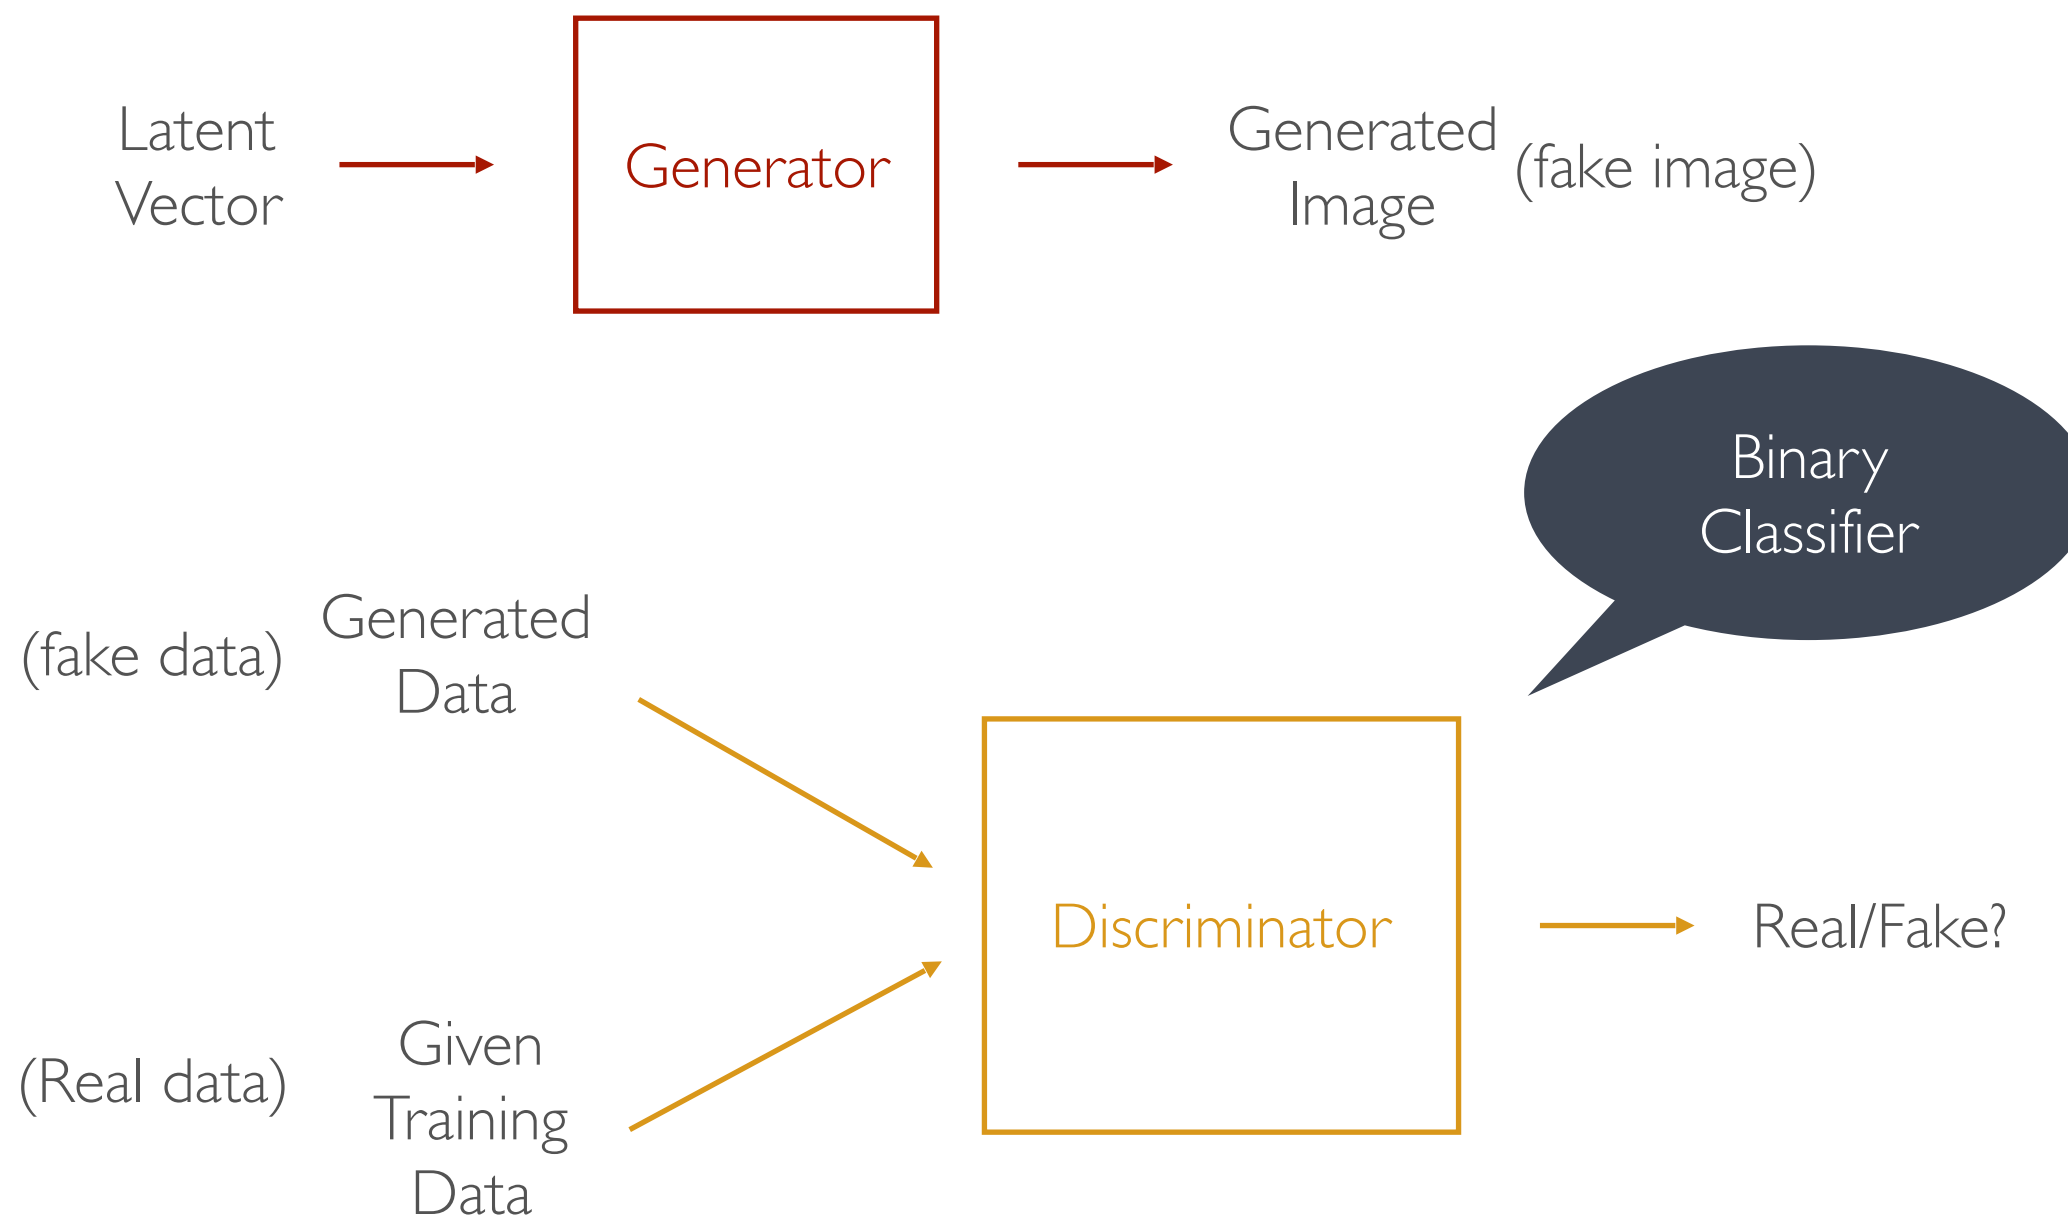 Latent
Vector
Generator
Generated
Image
(fake image)
Binary
Classifier
(fake data)
Generated
Data
Discriminator
Real/Fake?
(Real data)
Given
Training
Data